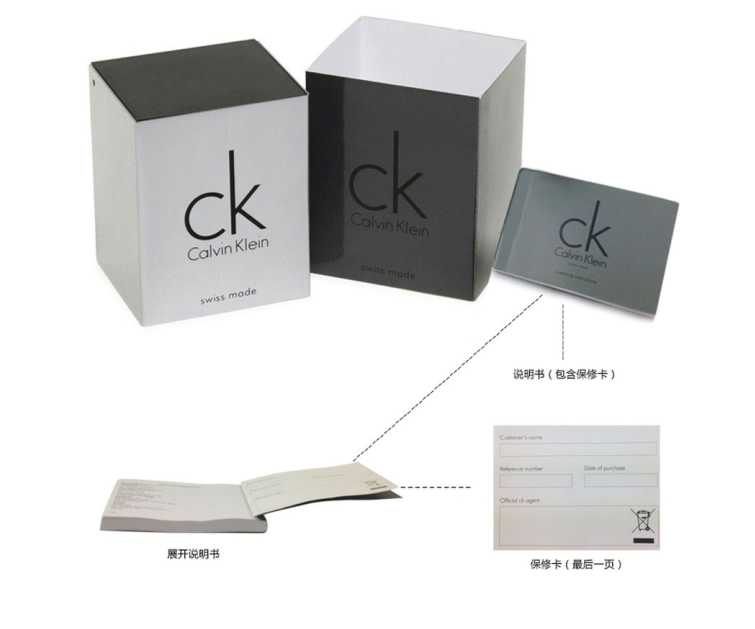 ck
Calvin Klein
swiss made
ck
Calvin Klein
swiss made
ck
Calvin Klein
说明书（包含保修卡）
展开说明书
Customer's name
Reference number
Date of purchase
Official ck agent
保修卡（最后一页）